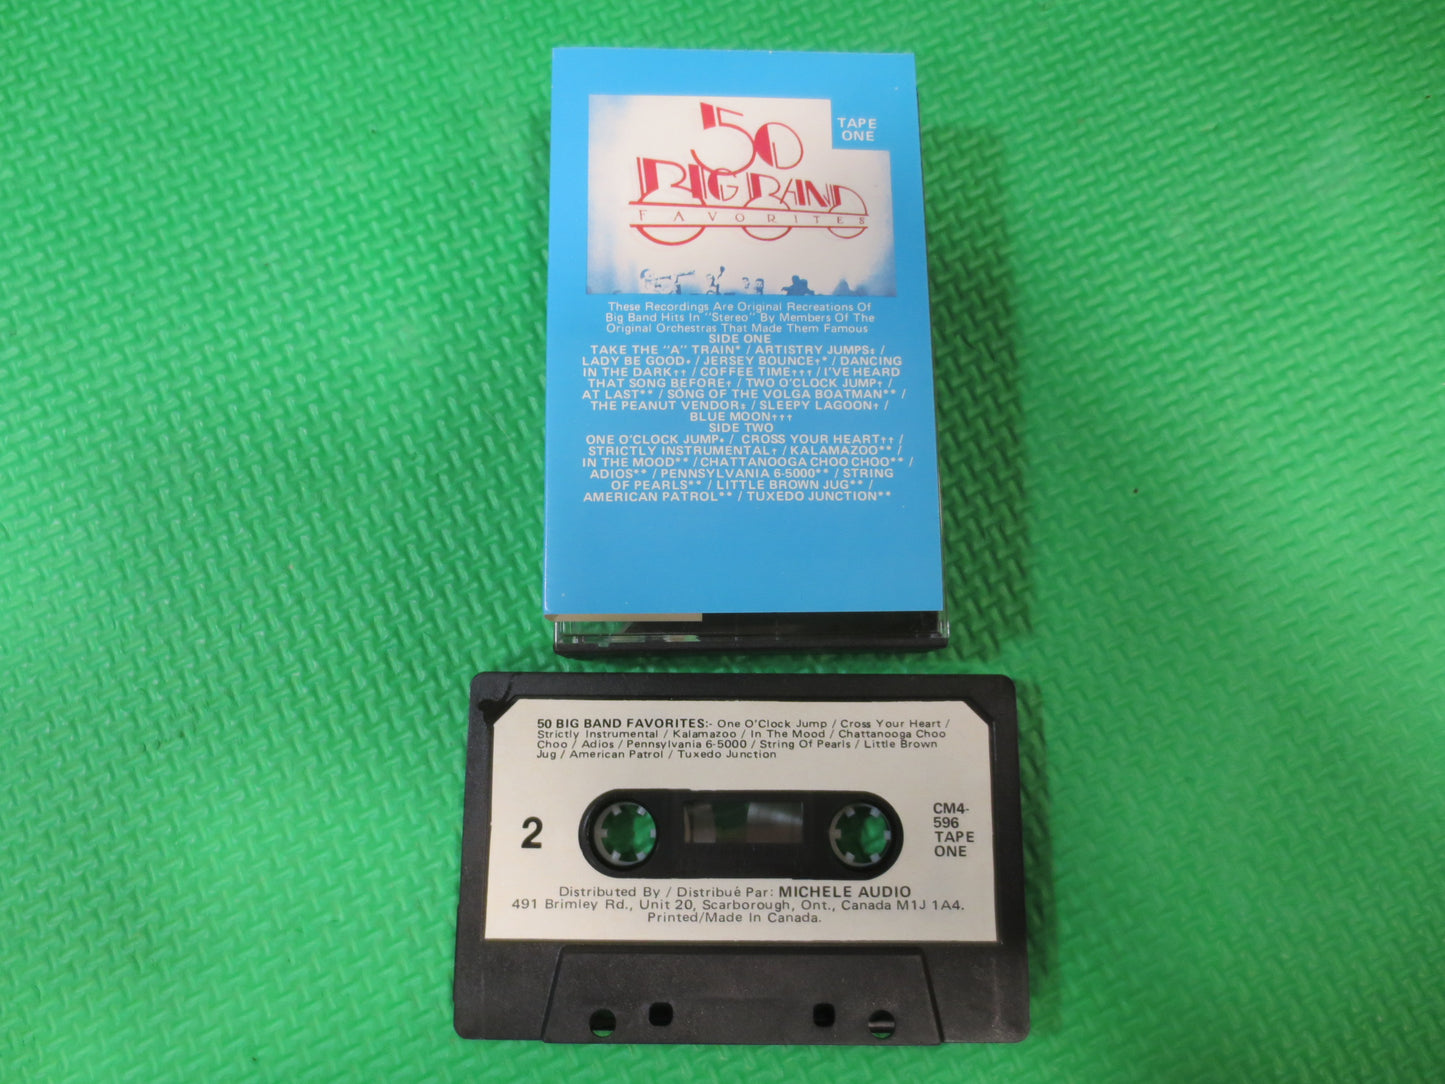 50
BIG BAND
FAVORITES
TAPE
ONE
These Recordings Are Original Recreations Of
Big Band Hits In "Stereo" By Members Of The
Original Orchestras That Made Them Famous
SIDE ONE
TAKE THE "A" TRAIN* / ARTISTRY JUMP‡ /
LADY BE GOOD• / JERSEY BOUNCE†* / DANCING
IN THE DARK†† / COFFEE TIME††† / I'VE HEARD
THAT SONG BEFORE† / TWO O'CLOCK JUMP† /
AT LAST** / SONG OF THE VOLGA BOATMAN** /
THE PEANUT VENDOR‡ / SLEEPY LAGOON† /
BLUE MOON†††
SIDE TWO
ONE O'CLOCK JUMP• / CROSS YOUR HEART†† /
STRICTLY INSTRUMENTAL† / KALAMAZOO** /
IN THE MOOD** / CHATTANOOGA CHOO CHOO** /
ADIOS** / PENNSYLVANIA 6-5000** / STRING
OF PEARLS** / LITTLE BROWN JUG** /
AMERICAN PATROL** / TUXEDO JUNCTION**
50 BIG BAND FAVORITES:- One O'Clock Jump / Cross Your Heart /
Strictly Instrumental / Kalamazoo / In The Mood / Chattanooga Choo
Choo / Adios / Pennsylvania 6-5000 / String Of Pearls / Little Brown
Jug / American Patrol / Tuxedo Junction
2
CM4-
596
TAPE
ONE
Distributed By / Distribué Par: MICHELE AUDIO
491 Brimley Rd., Unit 20, Scarborough, Ont., Canada M1J 1A4.
Printed/Made In Canada.